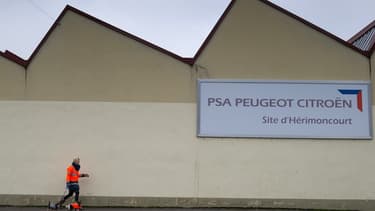 PSA PEUGEOT CITROËN
Site d'Hérimoncourt